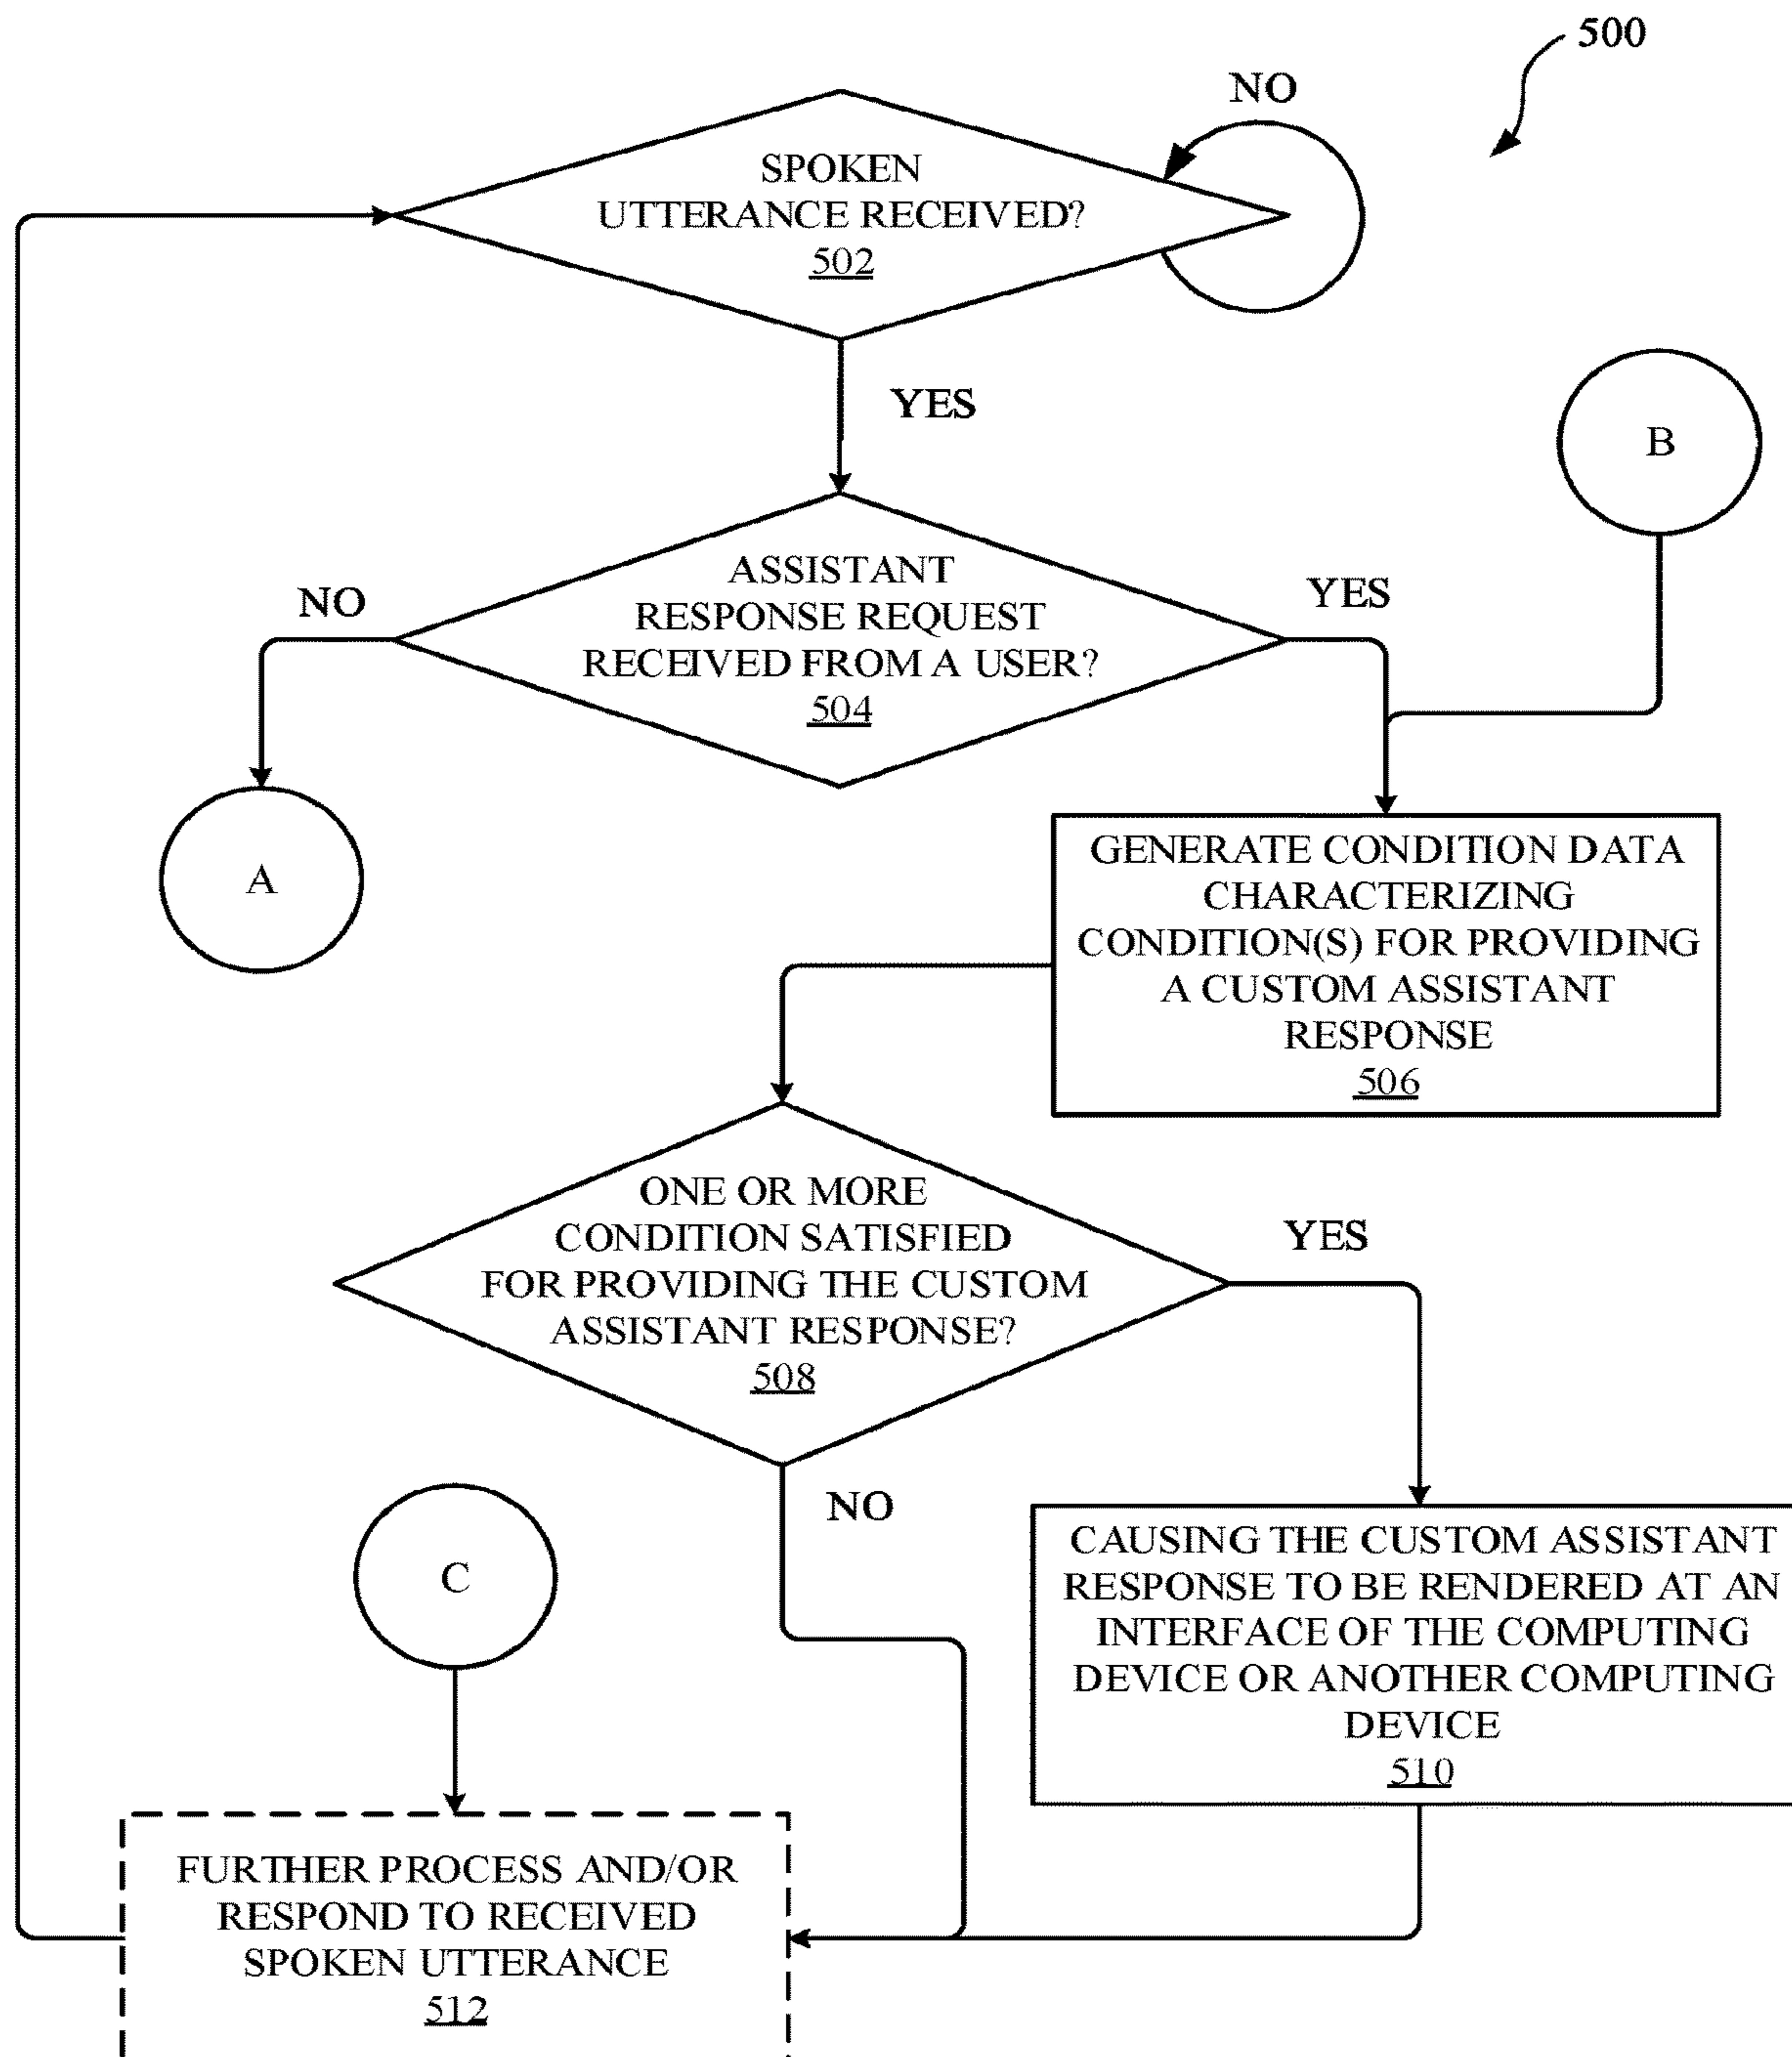 500
NO
SPOKEN
UTTERANCE RECEIVED?
502
YES
B
ASSISTANT
RESPONSE REQUEST
RECEIVED FROM A USER?
504
NO
YES
A
GENERATE CONDITION DATA
CHARACTERIZING
CONDITION(S) FOR PROVIDING
A CUSTOM ASSISTANT
RESPONSE
506
ONE OR MORE
CONDITION SATISFIED
FOR PROVIDING THE CUSTOM
ASSISTANT RESPONSE?
508
YES
NO
C
CAUSING THE CUSTOM ASSISTANT
RESPONSE TO BE RENDERED AT AN
INTERFACE OF THE COMPUTING
DEVICE OR ANOTHER COMPUTING
DEVICE
510
FURTHER PROCESS AND/OR
RESPOND TO RECEIVED
SPOKEN UTTERANCE
512